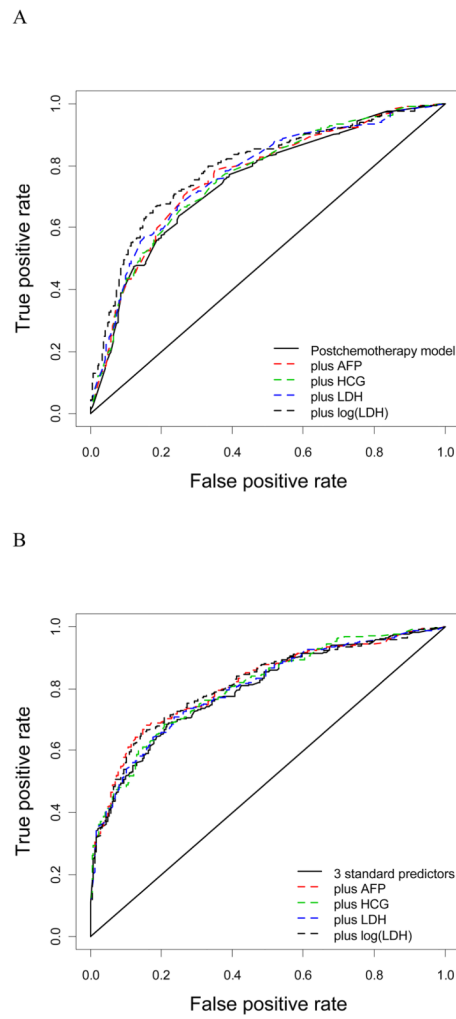 A
True positive rate
1.0
0.8
0.6
0.4
0.2
0.0
Postchemotherapy model
plus AFP
plus HCG
plus LDH
plus log(LDH)
0.0 0.2 0.4 0.6 0.8 1.0
False positive rate
B
True positive rate
1.0
0.8
0.6
0.4
0.2
0.0
3 standard predictors
plus AFP
plus HCG
plus LDH
plus log(LDH)
0.0 0.2 0.4 0.6 0.8 1.0
False positive rate